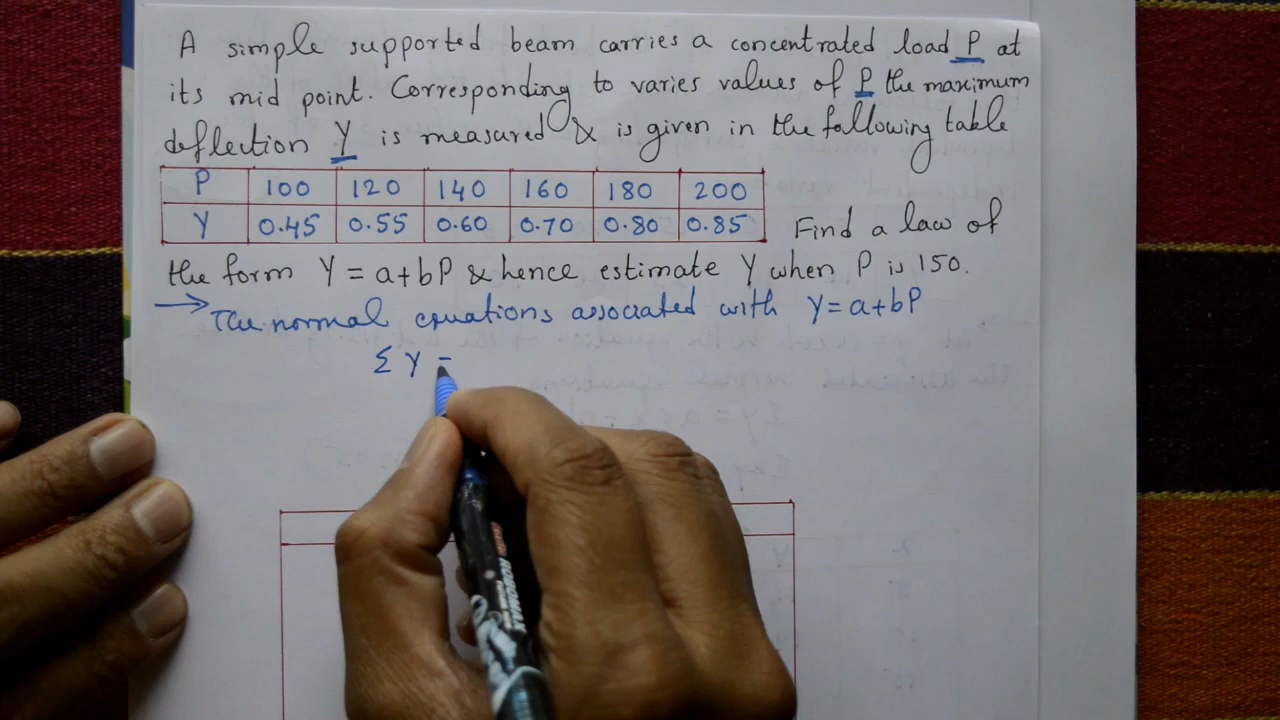 A simple supported beam carries a concentrated load P at
its mid point. Corresponding to varies values of P the maximum
deflection Y is measured & is given in the following table
P 100 120 140 160 180 200
Y 0.45 0.55 0.60 0.70 0.80 0.85 Find a law of
the form Y = a+bP & hence estimate Y when P is 150.
→ The normal equations associated with Y=a+bP
Σ Y =